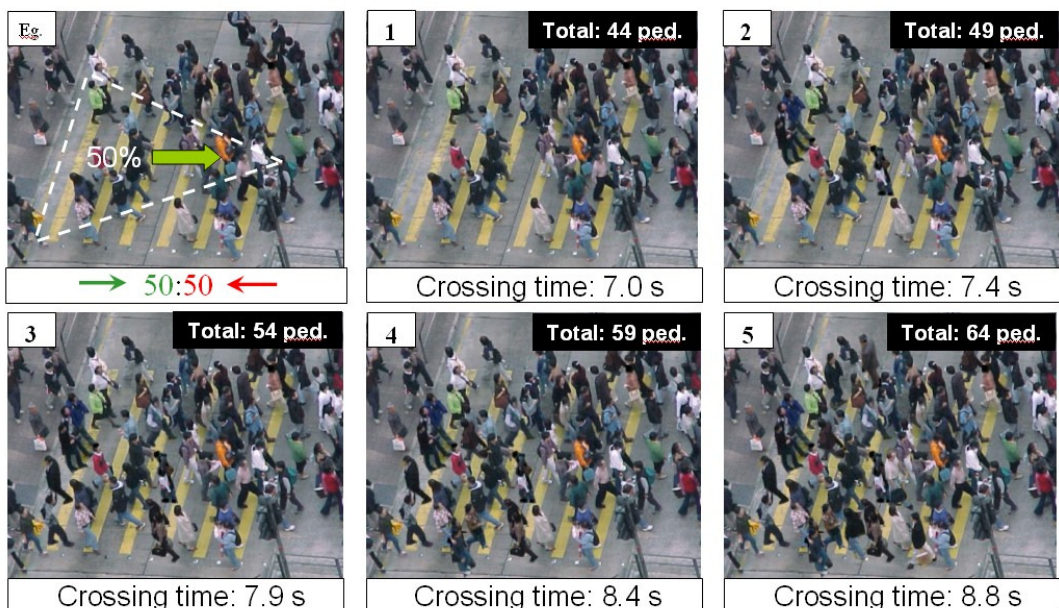 Eg.
50%
50:50
1
Total: 44 ped.
Crossing time: 7.0 s
2
Total: 49 ped.
Crossing time: 7.4 s
3
Total: 54 ped.
Crossing time: 7.9 s
4
Total: 59 ped.
Crossing time: 8.4 s
5
Total: 64 ped.
Crossing time: 8.8 s